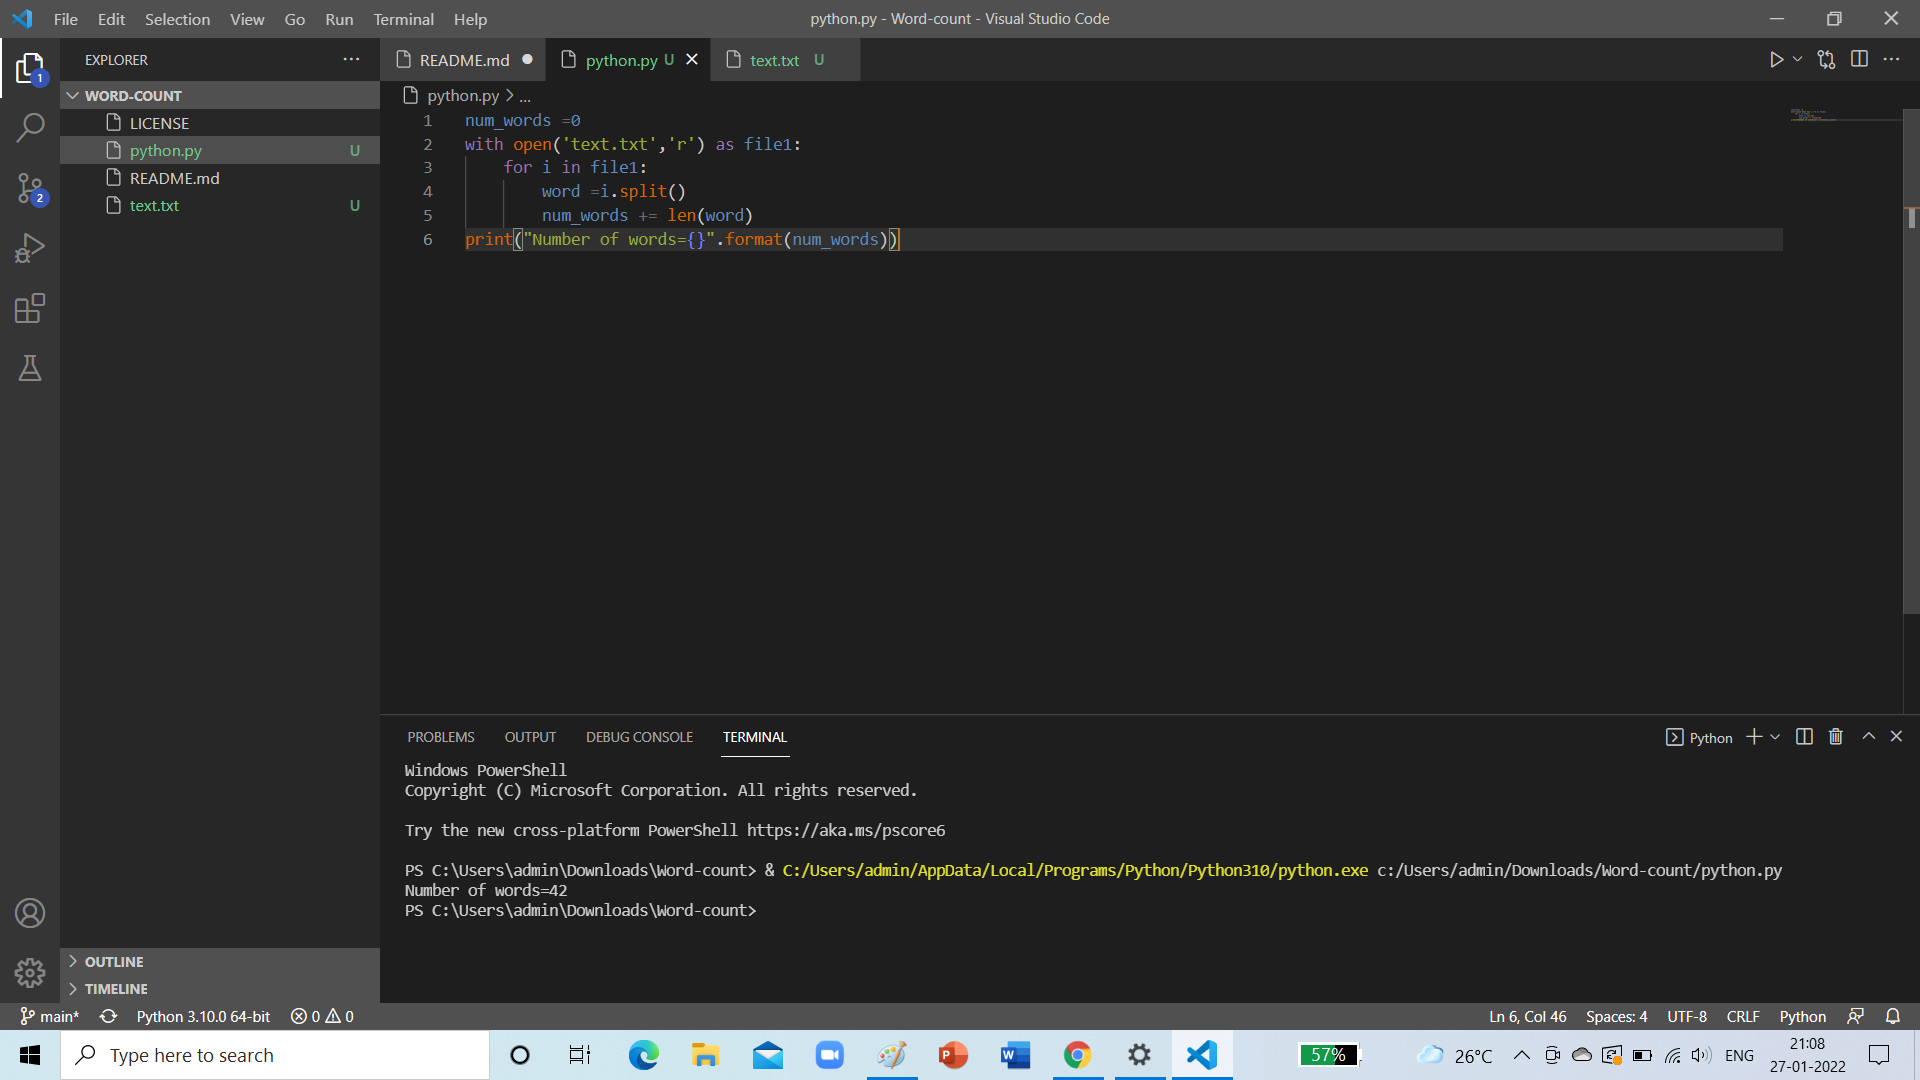 File Edit Selection View Go Run Terminal Help
python.py - Word-count - Visual Studio Code
EXPLORER
README.md
python.py U
text.txt U
WORD-COUNT
LICENSE
python.py U
README.md
text.txt U
1
2
python.py > ...
1 num_words =0
2 with open('text.txt','r') as file1:
3 for i in file1:
4 word =i.split()
5 num_words += len(word)
6 print("Number of words={}".format(num_words))
PROBLEMS OUTPUT DEBUG CONSOLE TERMINAL
Python
Windows PowerShell
Copyright (C) Microsoft Corporation. All rights reserved.
Try the new cross-platform PowerShell https://aka.ms/pscore6
PS C:\Users\admin\Downloads\Word-count> & C:/Users/admin/AppData/Local/Programs/Python/Python310/python.exe c:/Users/admin/Downloads/Word-count/python.py
Number of words=42
PS C:\Users\admin\Downloads\Word-count>
OUTLINE
TIMELINE
main* Python 3.10.0 64-bit 0 0
Ln 6, Col 46 Spaces: 4 UTF-8 CRLF Python
Type here to search
P
W
57%
26°C
ENG
21:08
27-01-2022